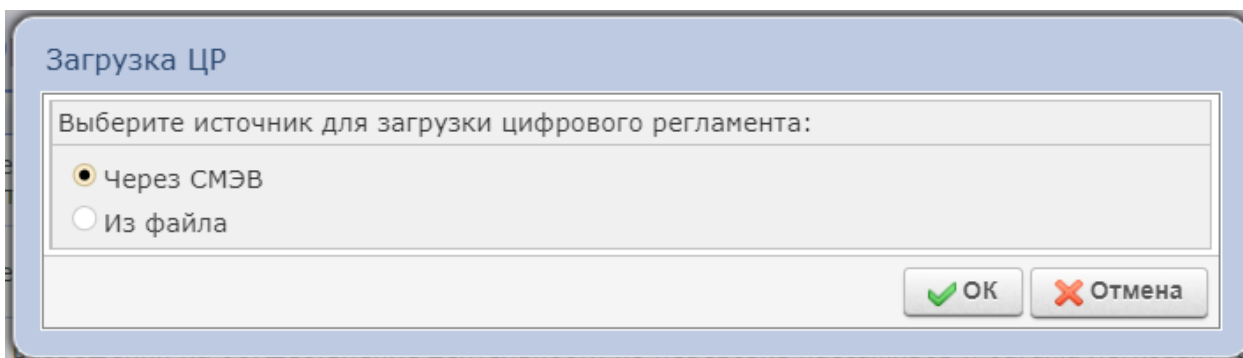 Загрузка ЦР
Выберите источник для загрузки цифрового регламента:
Через СМЭВ
Из файла
ОК
Отмена